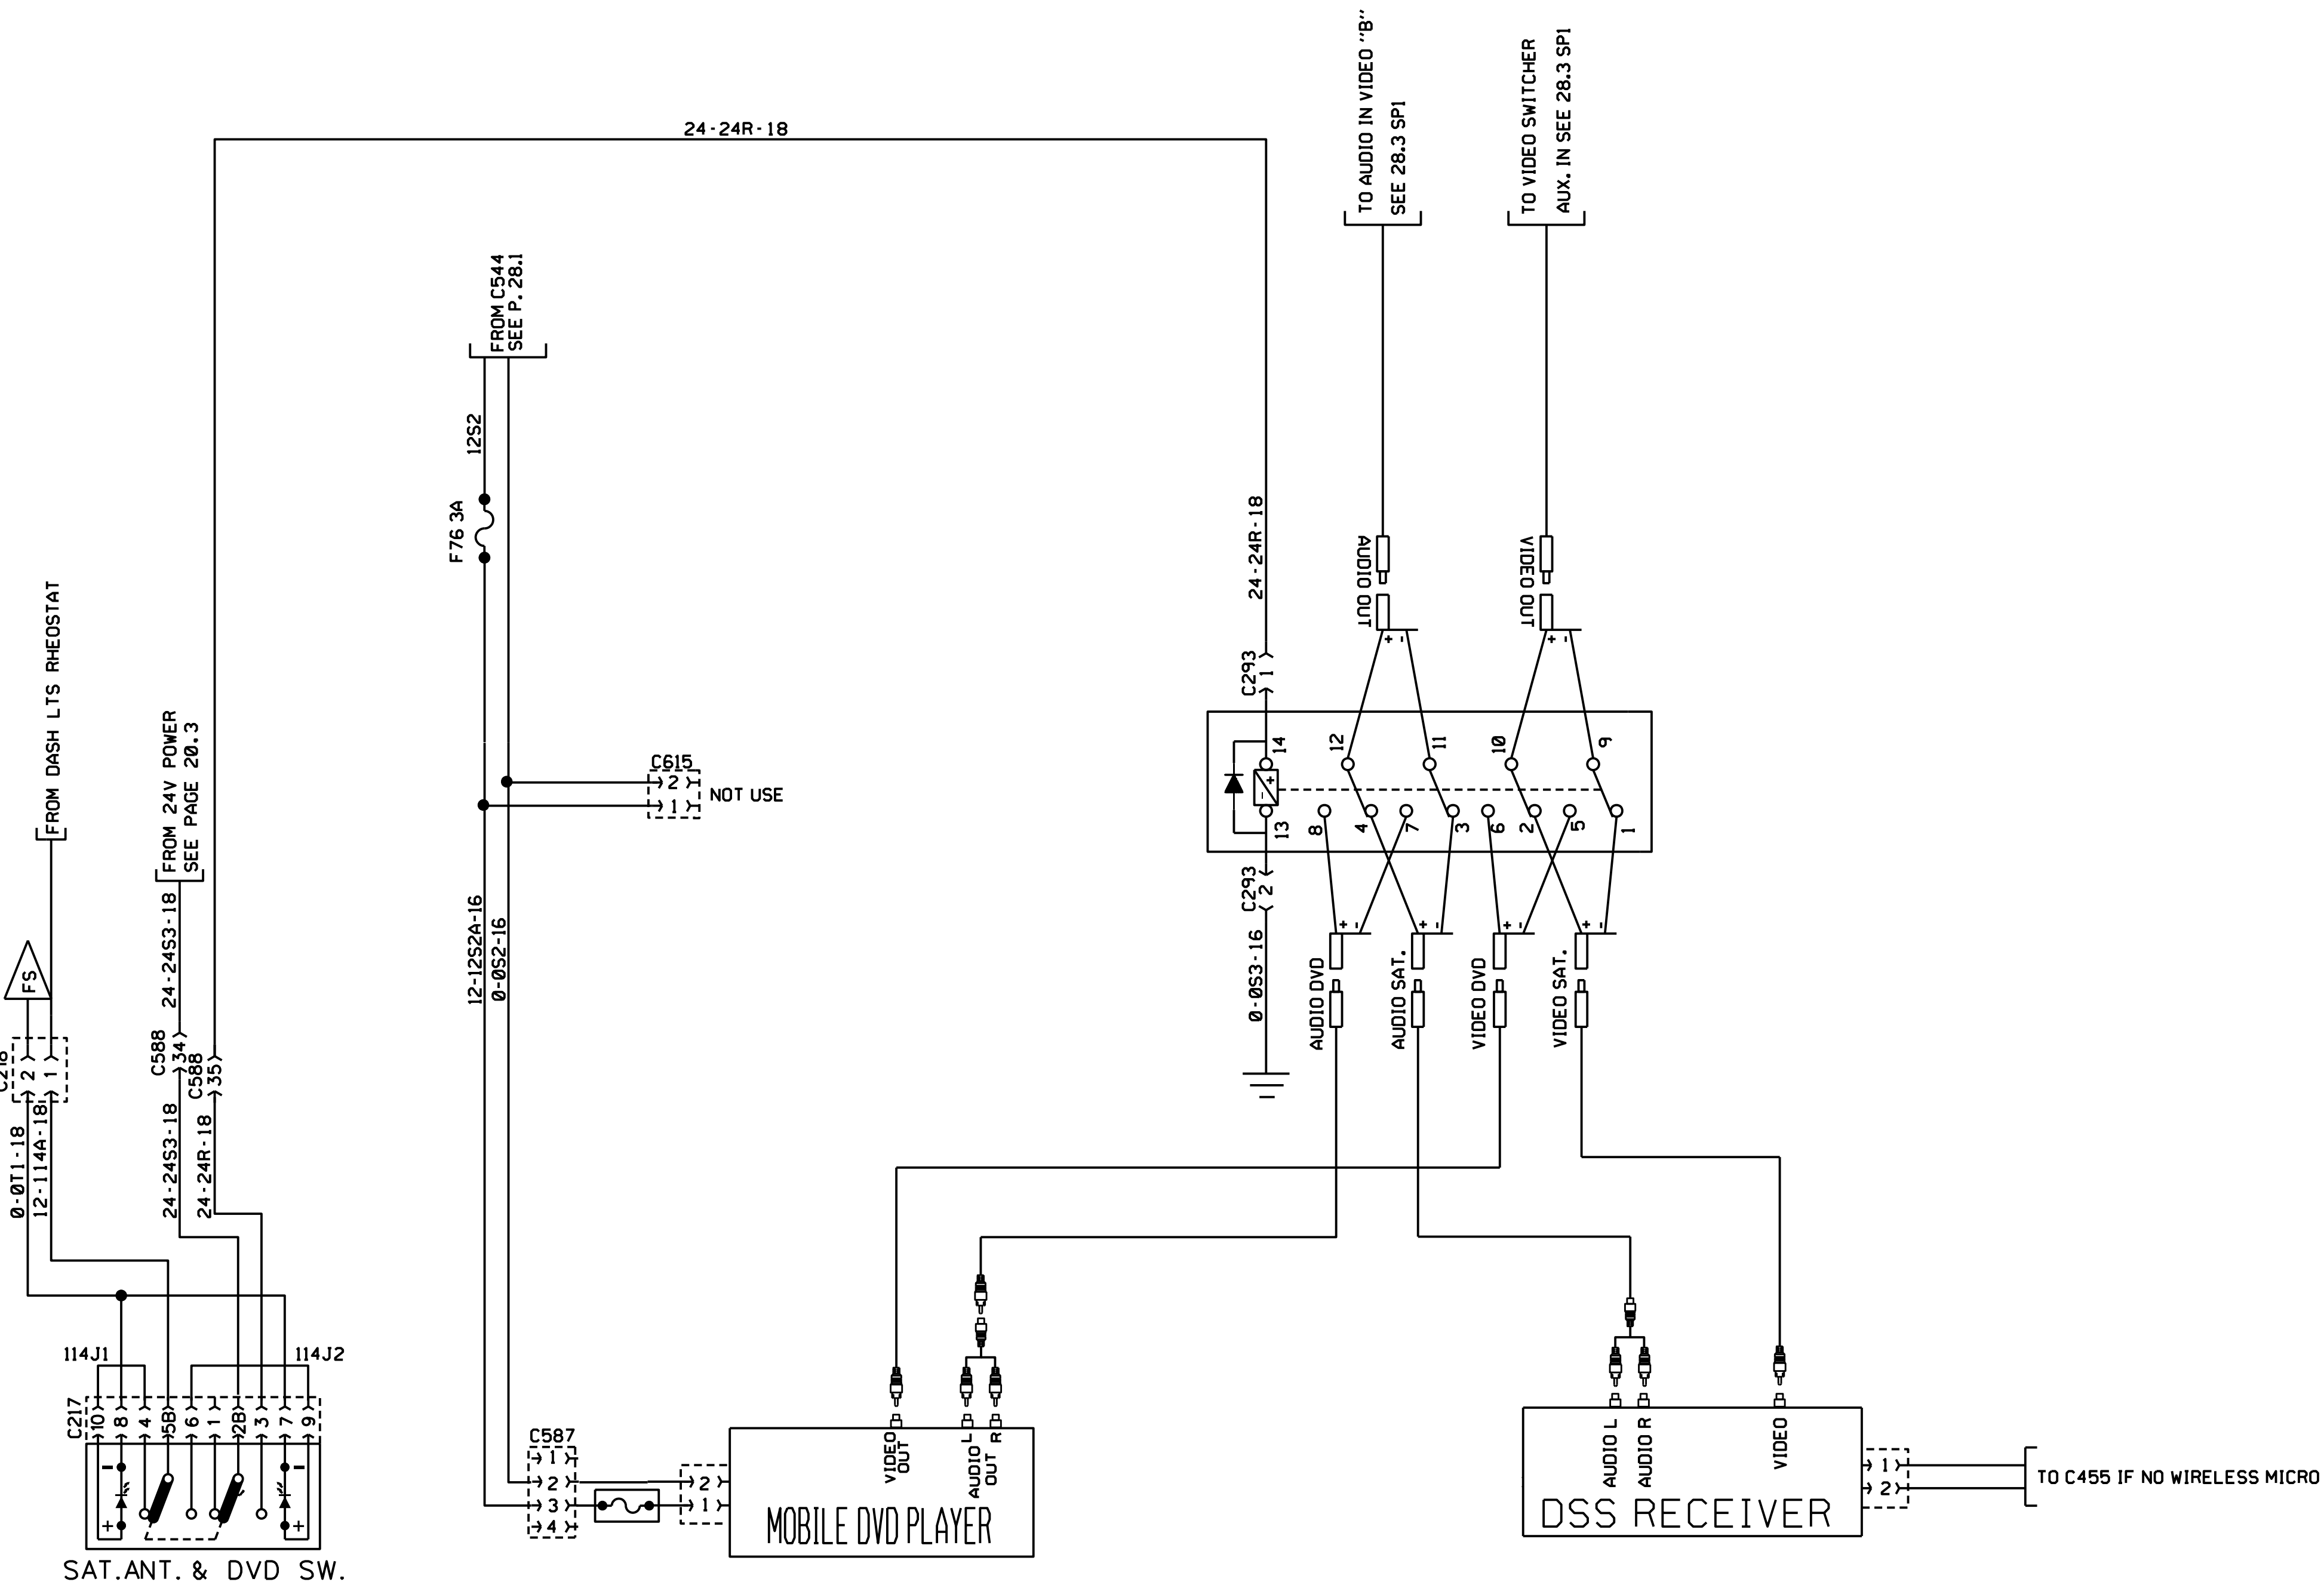 24-24R-18
TO AUDIO IN VIDEO "B"
SEE 28.3 SP1
TO VIDEO SWITCHER
AUX. IN SEE 28.3 SP1
FROM C544
SEE P. 28.1
12S2
F76 3A
24-24R-18
AUDIO OUT
VIDEO OUT
+ -
+ -
FROM DASH LTS RHEOSTAT
FROM 24V POWER
SEE PAGE 20.3
C293
1
C615
2
1
NOT USE
14
12
11
10
9
+
-
13
8
4
7
3
6
2
5
1
C293
2
0-0S3-16
+ -
+ -
+ -
+ -
AUDIO DVD
AUDIO SAT.
VIDEO DVD
VIDEO SAT.
FS
24-24S3-18
12-12S2A-16
0-0S2-16
2
1
C588
34
C588
35
0-0T1-18
12-114A-18
24-24S3-18
24-24R-18
114J1
114J2
C217
10
8
4
5B
6
1
2B
3
7
9
-
-
+
+
SAT.ANT. & DVD SW.
C587
1
2
3
4
2
1
VIDEO
OUT
AUDIO
OUT
L
R
MOBILE DVD PLAYER
AUDIO L
AUDIO R
VIDEO
DSS RECEIVER
1
2
TO C455 IF NO WIRELESS MICRO